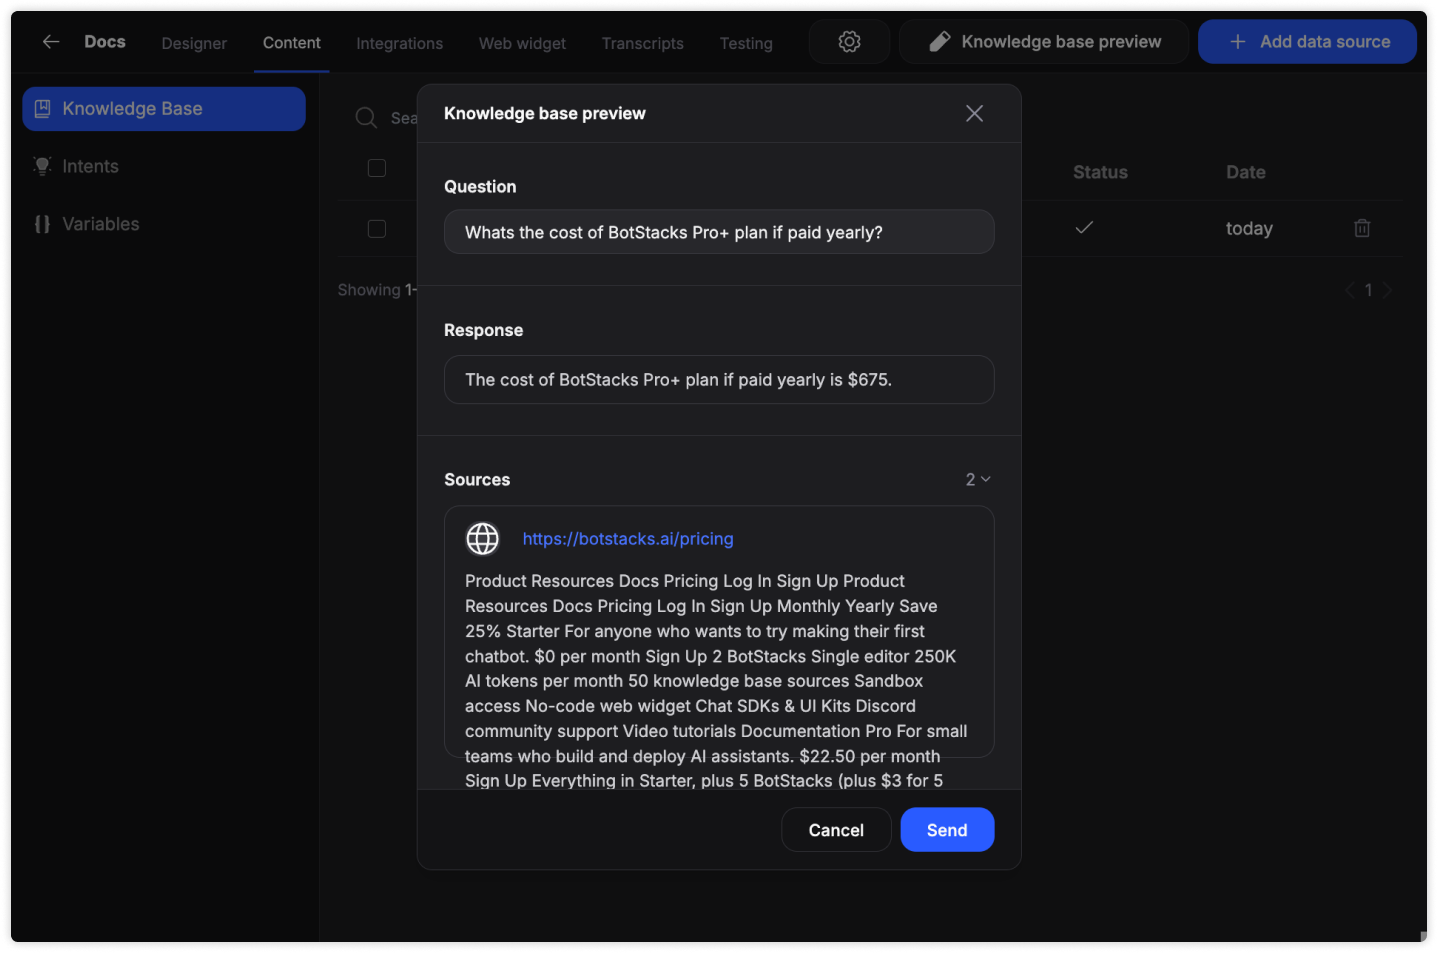 Docs
Designer
Content
Integrations
Web widget
Transcripts
Testing
Knowledge base preview
Add data source
Knowledge Base
Intents
Variables
Sea
Status
Date
today
Showing 1-
1
Knowledge base preview
Question
Whats the cost of BotStacks Pro+ plan if paid yearly?
Response
The cost of BotStacks Pro+ plan if paid yearly is $675.
Sources
2
https://botstacks.ai/pricing
Product Resources Docs Pricing Log In Sign Up Product
Resources Docs Pricing Log In Sign Up Monthly Yearly Save
25% Starter For anyone who wants to try making their first
chatbot. $0 per month Sign Up 2 BotStacks Single editor 250K
AI tokens per month 50 knowledge base sources Sandbox
access No-code web widget Chat SDKs & UI Kits Discord
community support Video tutorials Documentation Pro For small
teams who build and deploy AI assistants. $22.50 per month
Sign Up Everything in Starter, plus 5 BotStacks (plus $3 for 5
Cancel
Send